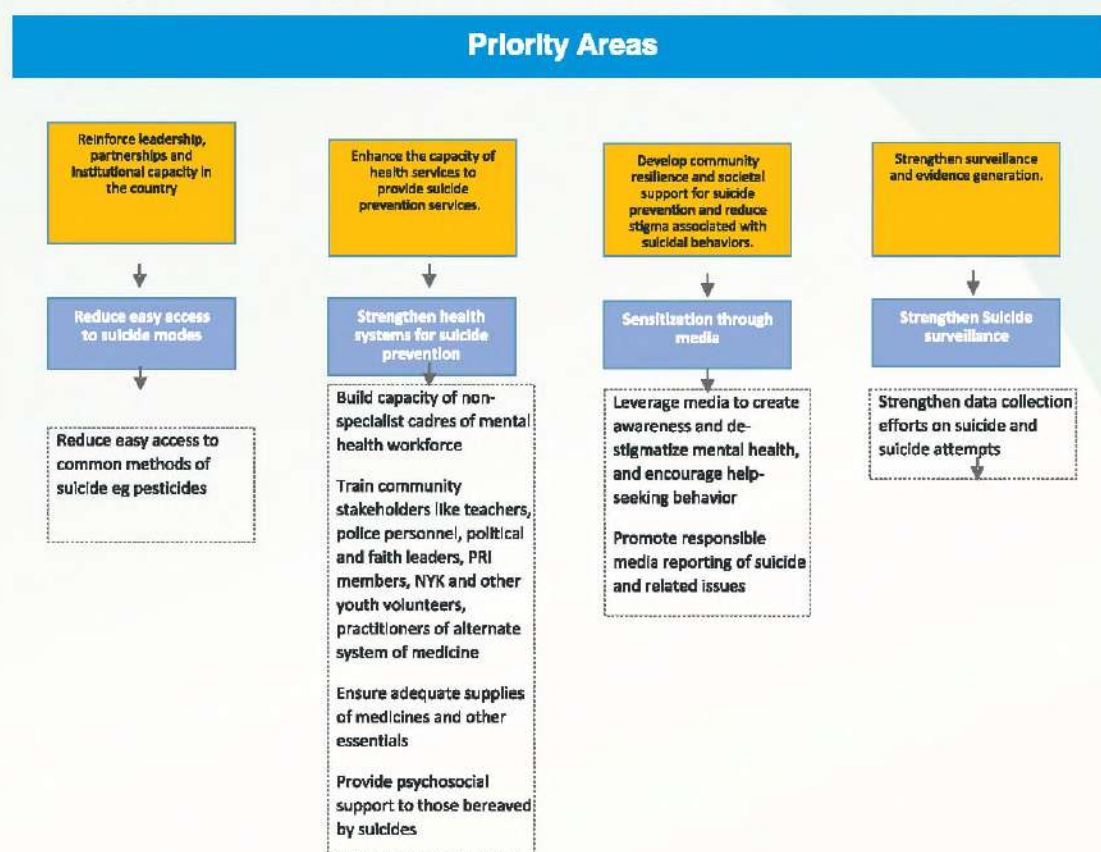 Priority Areas
Reinforce leadership,
partnerships and
institutional capacity in
the country
Reduce easy access
to suicide modes
Reduce easy access to
common methods of
suicide eg pesticides
Enhance the capacity of
health services to
provide suicide
prevention services.
Strengthen health
systems for suicide
prevention
Build capacity of non-
specialist cadres of mental
health workforce
Train community
stakeholders like teachers,
police personnel, political
and faith leaders, PRI
members, NYK and other
youth volunteers,
practitioners of alternate
system of medicine
Ensure adequate supplies
of medicines and other
essentials
Provide psychosocial
support to those bereaved
by suicides
Develop community
resilience and societal
support for suicide
prevention and reduce
stigma associated with
suicidal behaviors.
Sensitization through
media
Leverage media to create
awareness and de-
stigmatize mental health,
and encourage help-
seeking behavior
Promote responsible
media reporting of suicide
and related issues
Strengthen surveillance
and evidence generation.
Strengthen Suicide
surveillance
Strengthen data collection
efforts on suicide and
suicide attempts